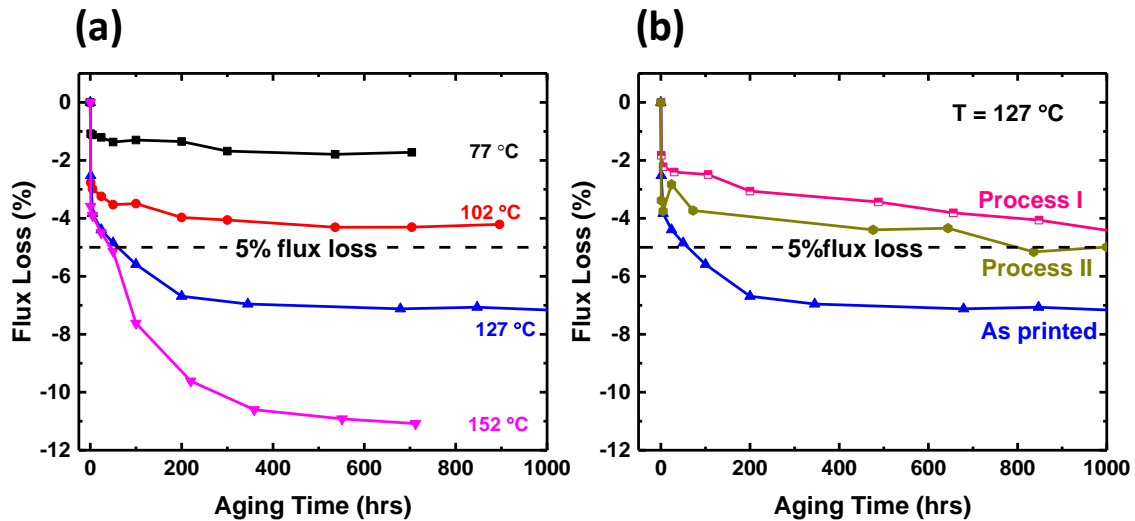 (a)
0
-2
-4
-6
-8
-10
-12
Flux Loss (%)
77 °C
102 °C
5% flux loss
127 °C
152 °C
0 200 400 600 800 1000
Aging Time (hrs)
(b)
0
-2
-4
-6
-8
-10
-12
Flux Loss (%)
T = 127 °C
Process I
5%flux loss
Process II
As printed
0 200 400 600 800 1000
Aging Time (hrs)